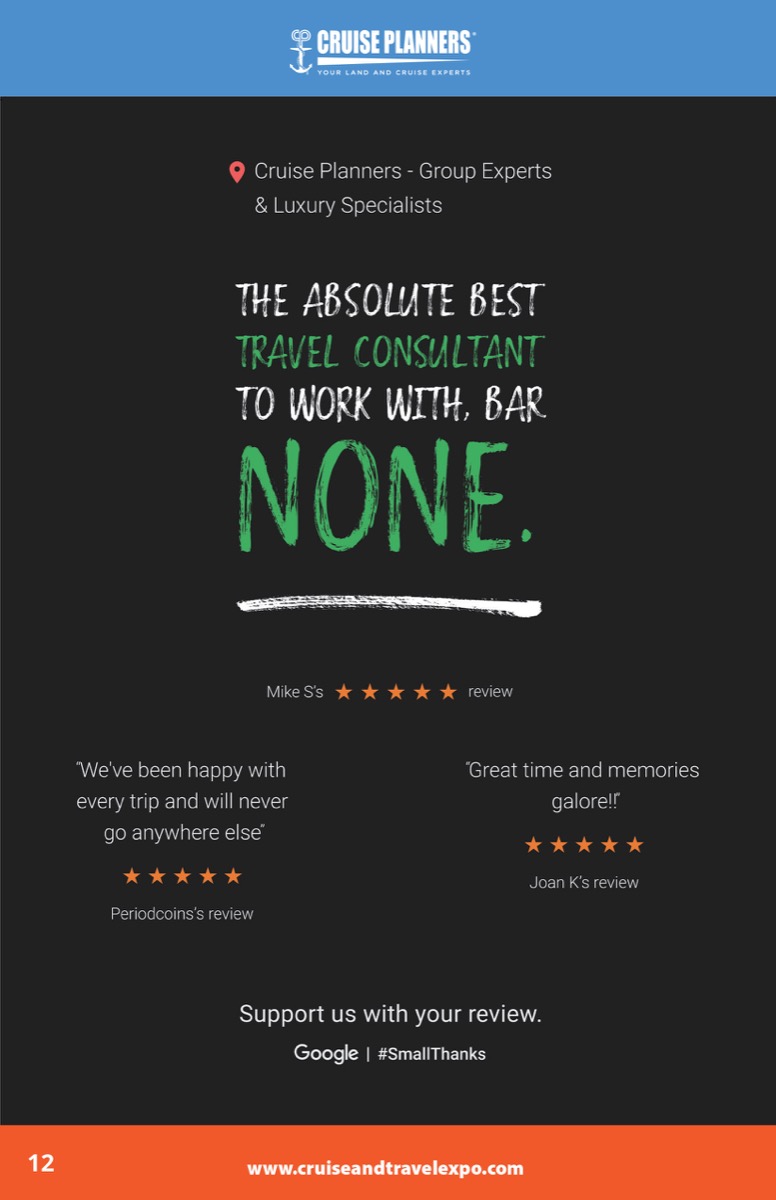 CRUISE PLANNERS®
YOUR LAND AND CRUISE EXPERTS
Cruise Planners - Group Experts
& Luxury Specialists
THE ABSOLUTE BEST
TRAVEL CONSULTANT
TO WORK WITH, BAR
NONE.
Mike S's ★★★★★ review
"We've been happy with
every trip and will never
go anywhere else"
★★★★★
Periodcoins's review
"Great time and memories
galore!!"
★★★★★
Joan K's review
Support us with your review.
Google | #SmallThanks
12
www.cruiseandtravelexpo.com